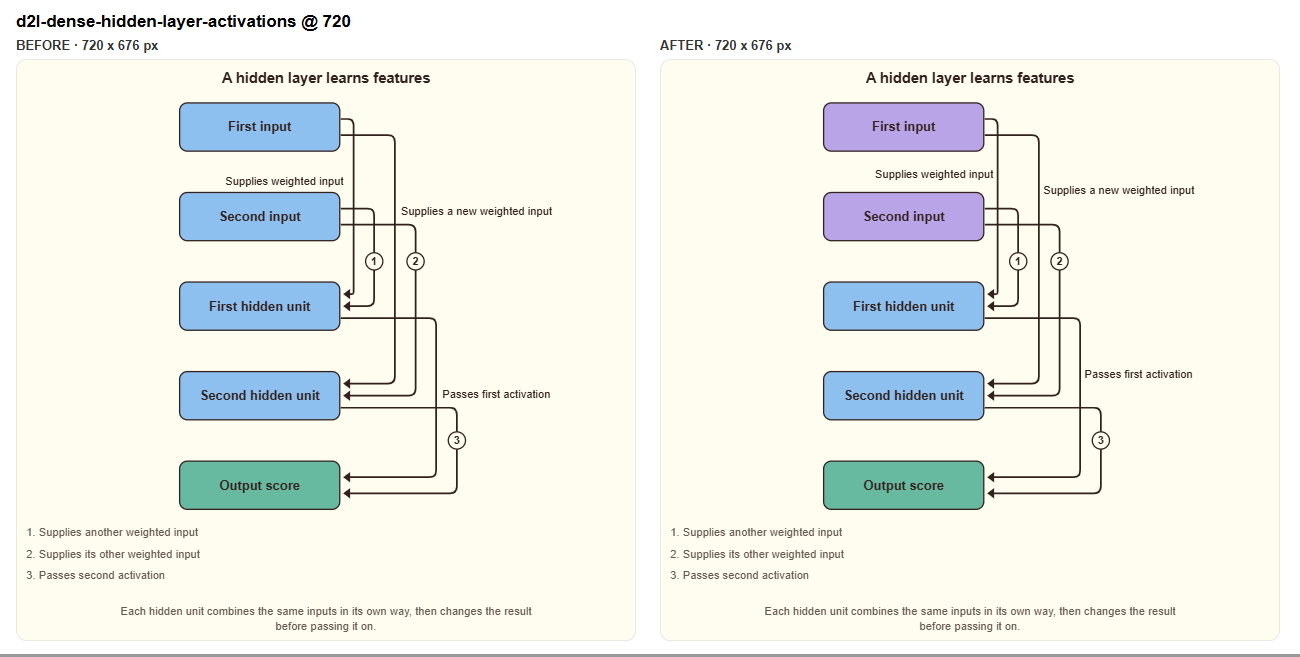 d2l-dense-hidden-layer-activations @ 720
BEFORE · 720 x 676 px
A hidden layer learns features
First input
Supplies weighted input
Second input
Supplies a new weighted input
1
2
First hidden unit
Second hidden unit
Passes first activation
3
Output score
1. Supplies another weighted input
2. Supplies its other weighted input
3. Passes second activation
Each hidden unit combines the same inputs in its own way, then changes the result
before passing it on.
AFTER · 720 x 676 px
A hidden layer learns features
First input
Supplies weighted input
Supplies a new weighted input
Second input
1
2
First hidden unit
Passes first activation
Second hidden unit
3
Output score
1. Supplies another weighted input
2. Supplies its other weighted input
3. Passes second activation
Each hidden unit combines the same inputs in its own way, then changes the result
before passing it on.